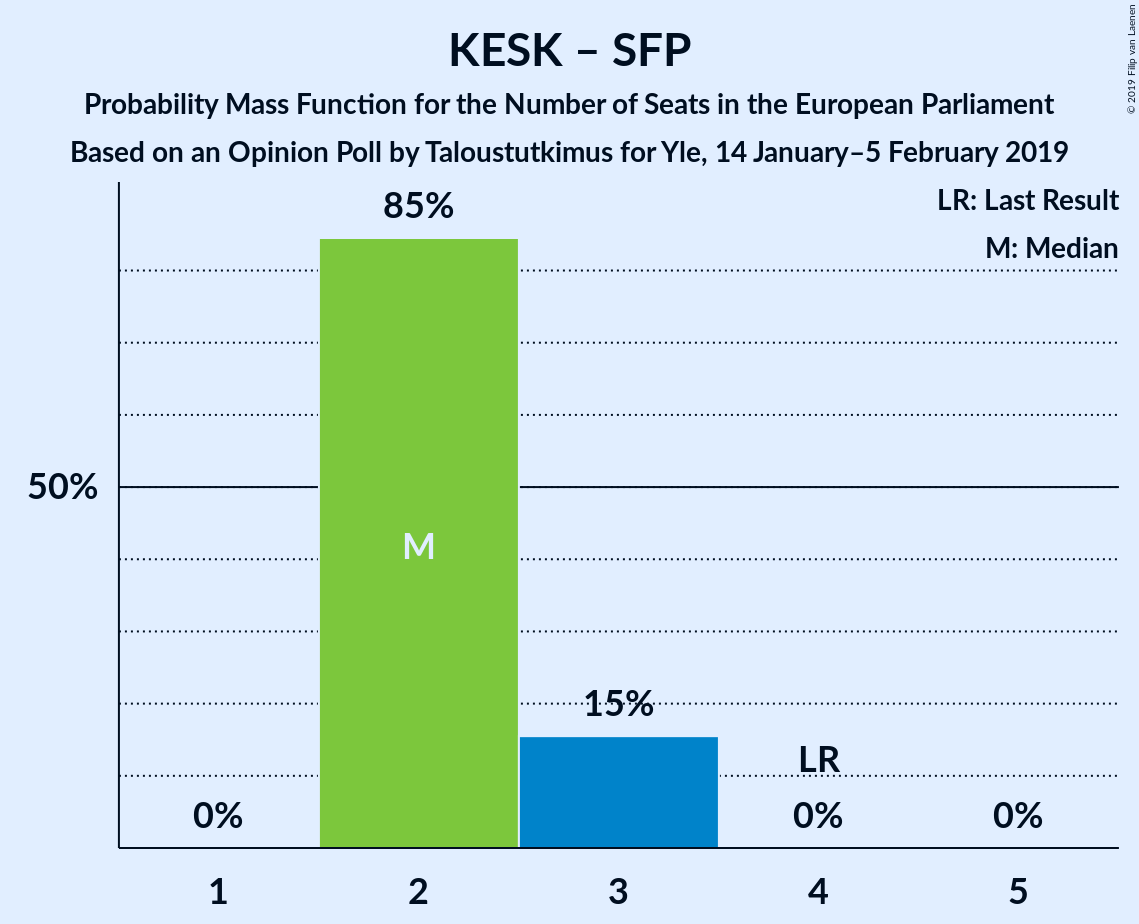 KESK – SFP
Probability Mass Function for the Number of Seats in the European Parliament
Based on an Opinion Poll by Taloustutkimus for Yle, 14 January–5 February 2019
© 2019 Filip van Laenen
LR: Last Result
M: Median
85%
50%
M
15%
LR
0%
0%
0%
1
2
3
4
5